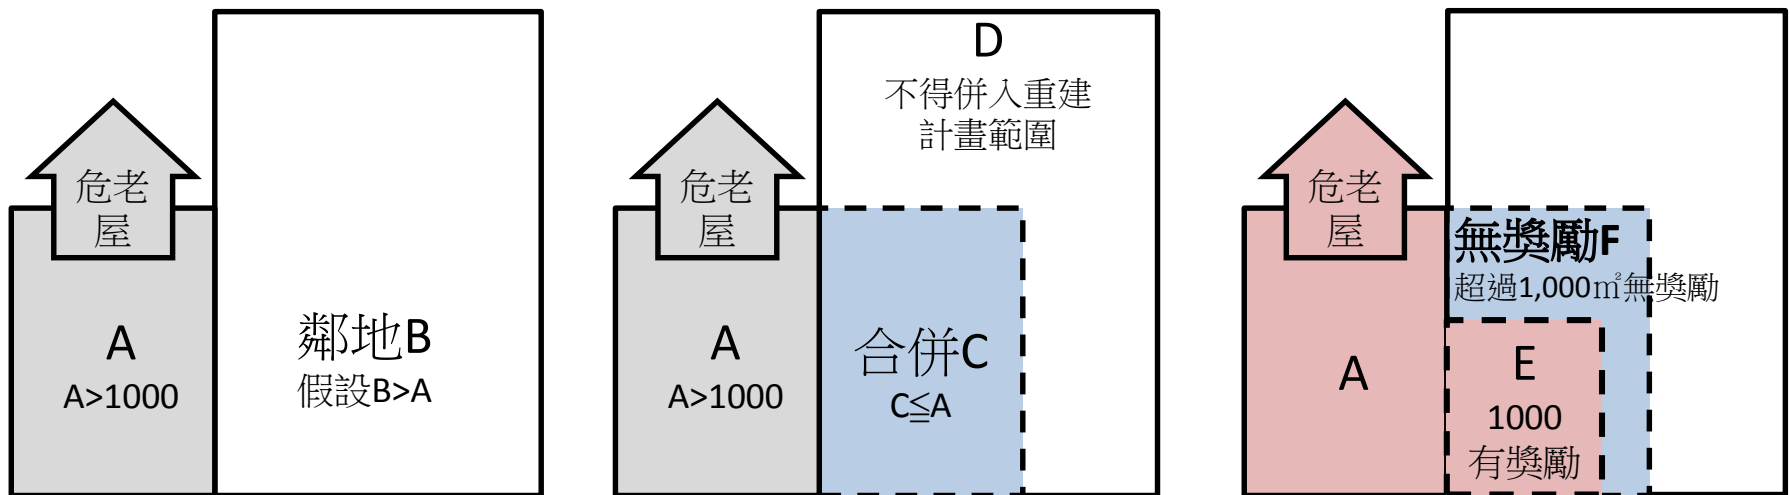 危老
屋
A
A>1000
鄰地B
假設B>A
D
不得併入重建
計畫範圍
危老
屋
A
A>1000
合併C
C≦A
危老
屋
無獎勵F
超過1,000㎡無獎勵
A
E
1000
有獎勵